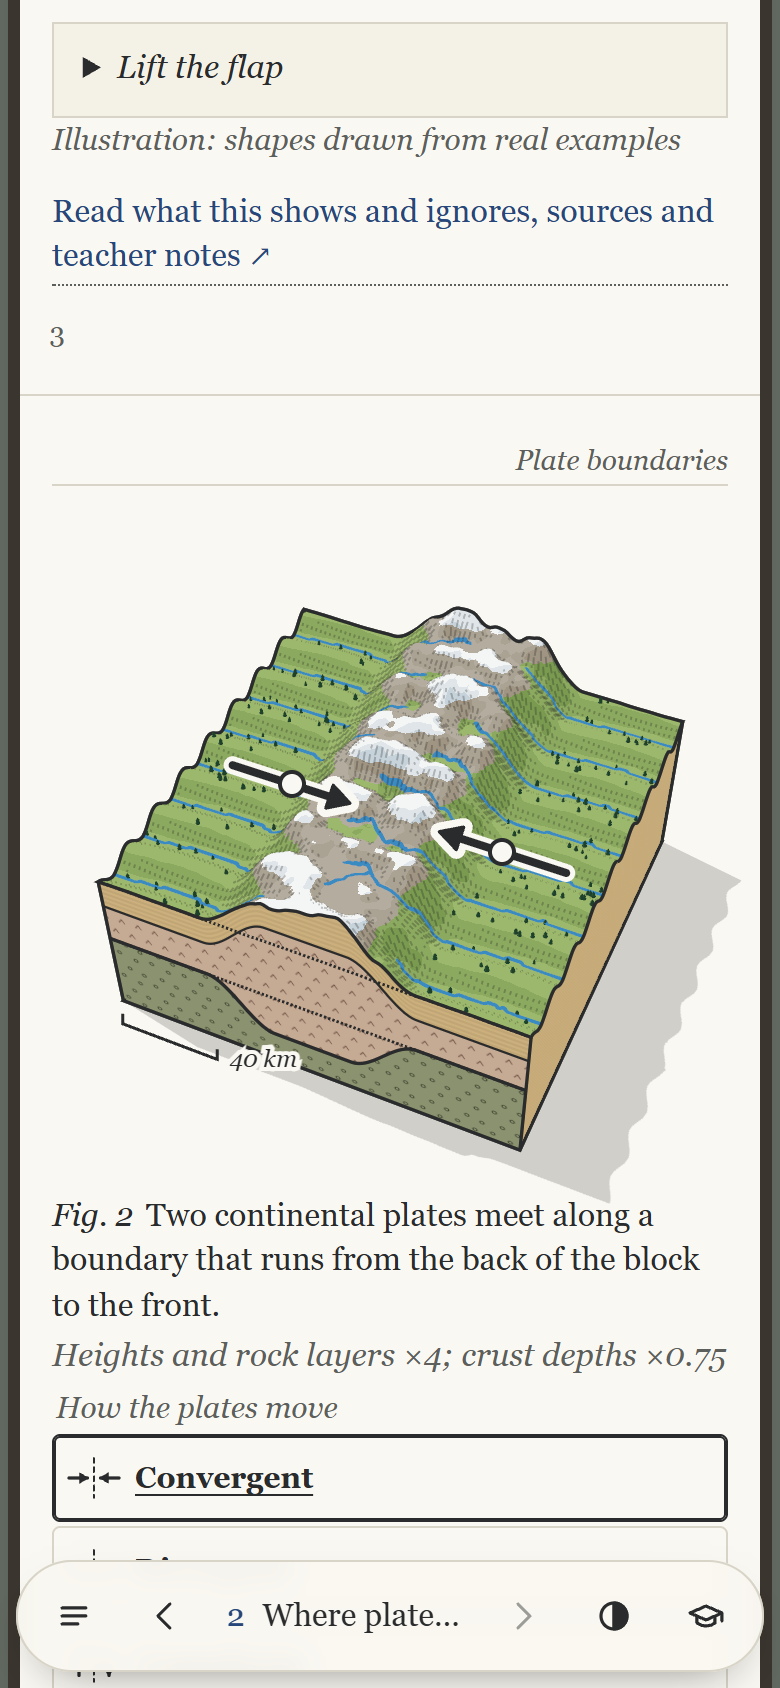 Lift the flap
Illustration: shapes drawn from real examples
Read what this shows and ignores, sources and
teacher notes ↗
3
Plate boundaries
40 km
Fig. 2 Two continental plates meet along a
boundary that runs from the back of the block
to the front.
Heights and rock layers ×4; crust depths ×0.75
How the plates move
Convergent
2 Where plate...